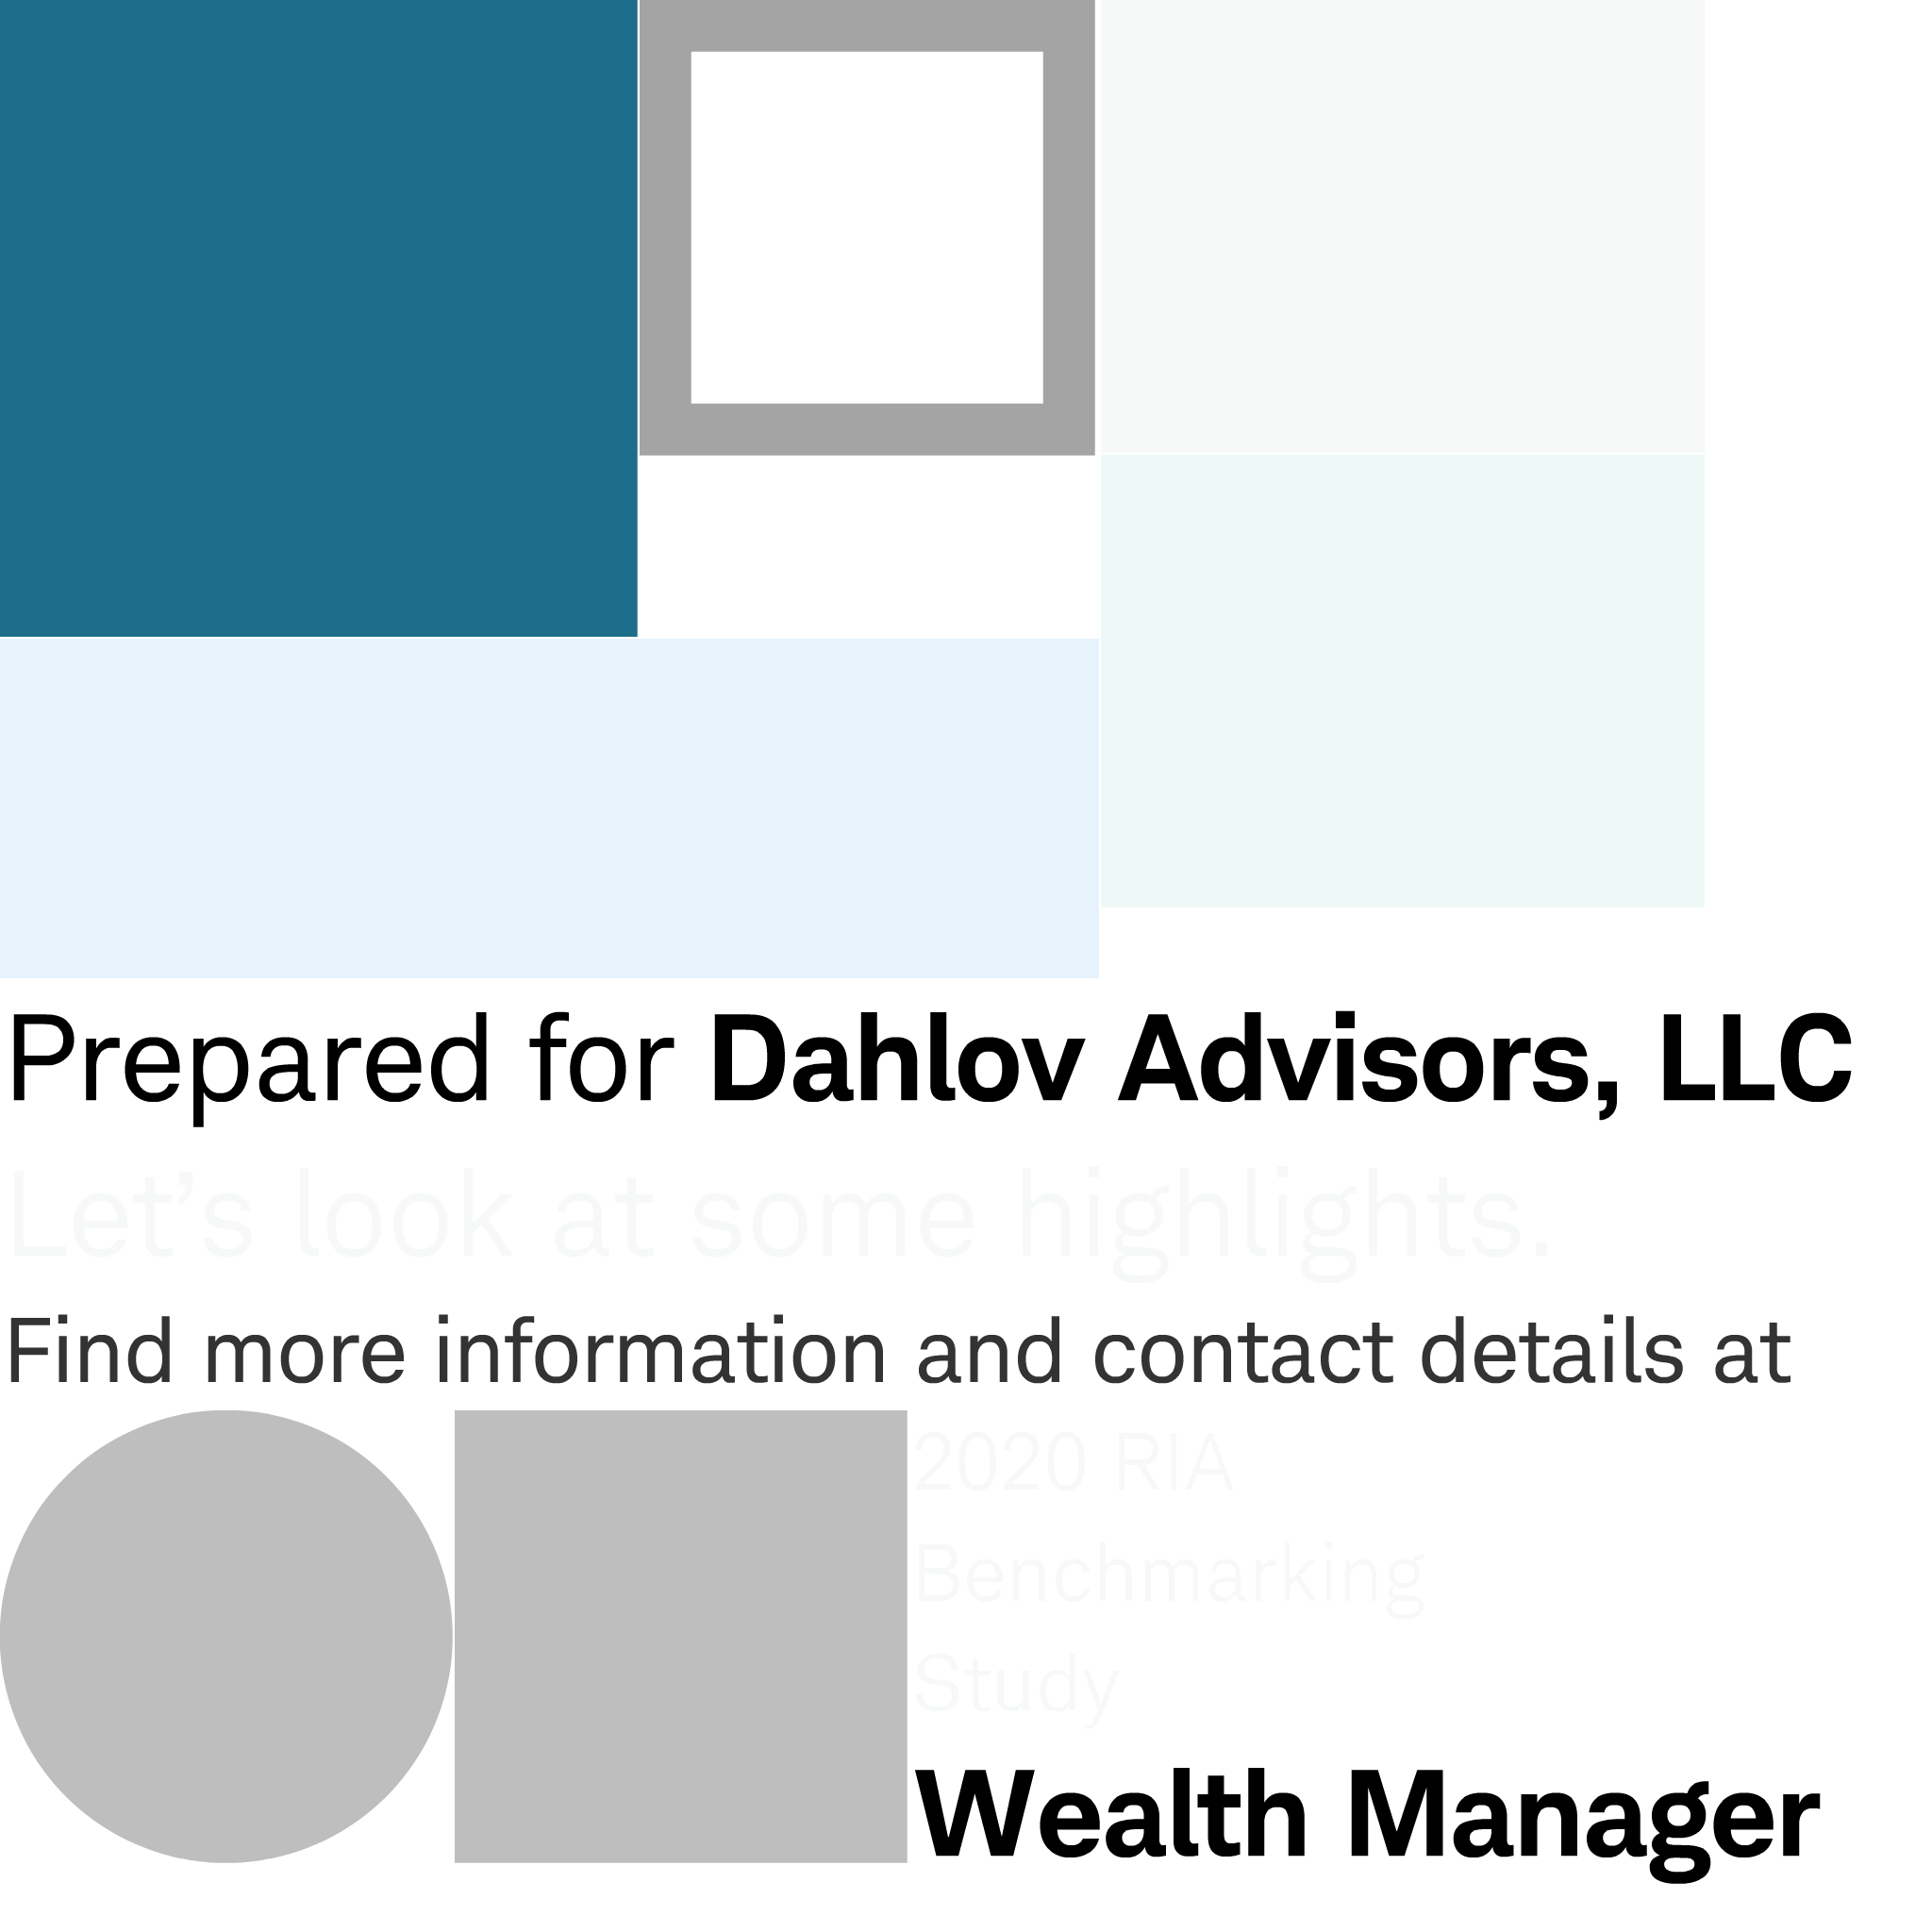 Prepared for Dahlov Advisors, LLC
Let’s look at some highlights.
Find more information and contact details at
2020 RIA
Benchmarking
Study
Wealth Manager